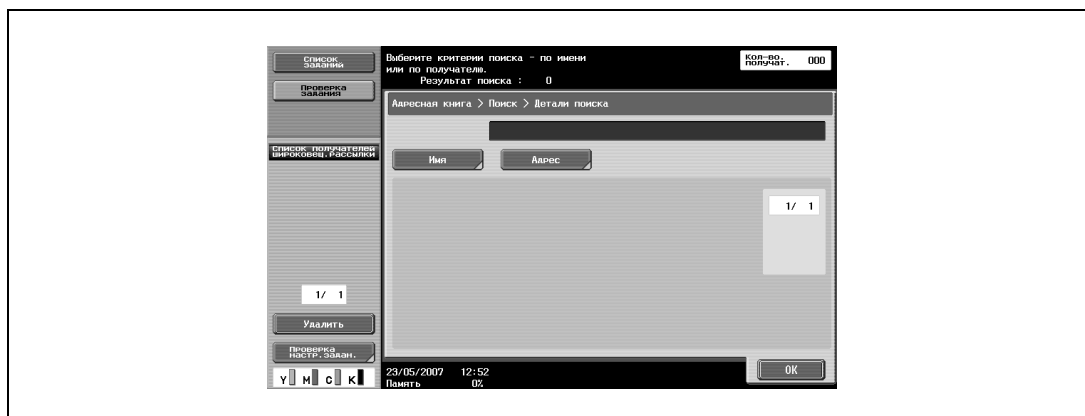 Список
заданий
Проверка
задания
Список получателей
широковещ.рассылки
1/ 1
Удалить
Проверка
настр.задан.
Y M C K
Выберите критерии поиска - по имени
или по получателю.
Результат поиска : 0
Кол-во.
получат. 000
Адресная книга > Поиск > Детали поиска
Имя Адрес
1/ 1
23/05/2007 12:52
Память 0%
OK